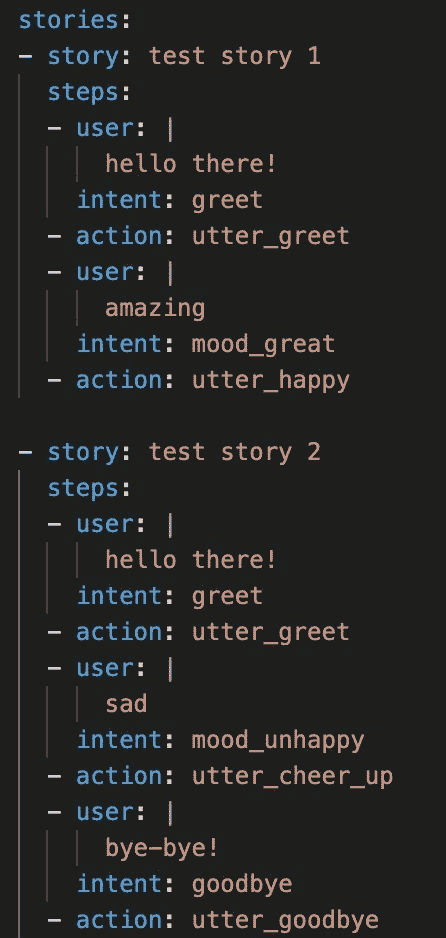 stories:
- story: test story 1
  steps:
  - user: |
      hello there!
    intent: greet
  - action: utter_greet
  - user: |
      amazing
    intent: mood_great
  - action: utter_happy

- story: test story 2
  steps:
  - user: |
      hello there!
    intent: greet
  - action: utter_greet
  - user: |
      sad
    intent: mood_unhappy
  - action: utter_cheer_up
  - user: |
      bye-bye!
    intent: goodbye
  - action: utter_goodbye